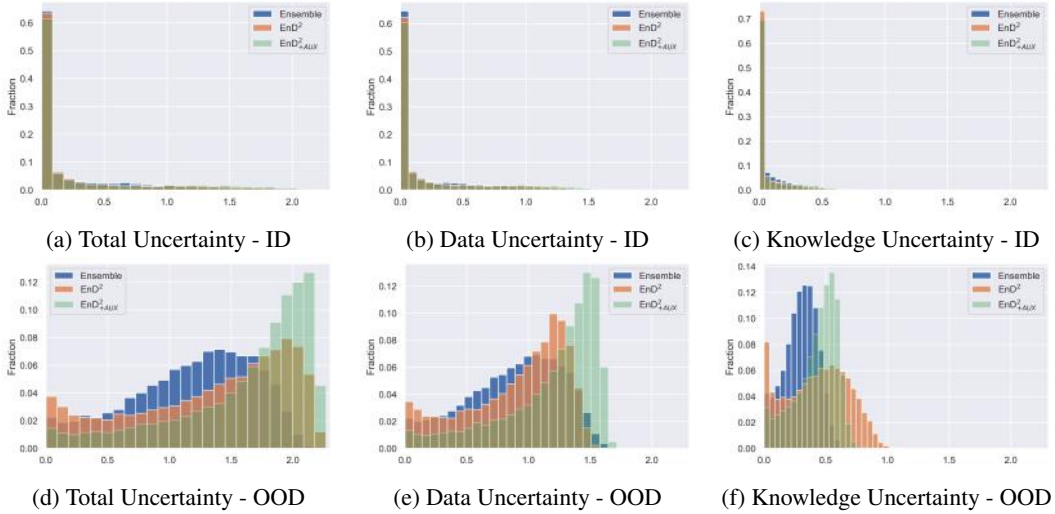 0.6
0.5
0.4
0.3
0.2
0.1
0.0
Fraction
Ensemble
EnD²
EnD²+AUX
0.0 0.5 1.0 1.5 2.0
(a) Total Uncertainty - ID
0.6
0.5
0.4
0.3
0.2
0.1
0.0
Fraction
Ensemble
EnD²
EnD²+AUX
0.0 0.5 1.0 1.5 2.0
(b) Data Uncertainty - ID
0.7
0.6
0.5
0.4
0.3
0.2
0.1
0.0
Fraction
Ensemble
EnD²
EnD²+AUX
0.0 0.5 1.0 1.5 2.0
(c) Knowledge Uncertainty - ID
0.12
0.10
0.08
0.06
0.04
0.02
0.00
Fraction
Ensemble
EnD²
EnD²+AUX
0.0 0.5 1.0 1.5 2.0
(d) Total Uncertainty - OOD
0.12
0.10
0.08
0.06
0.04
0.02
0.00
Fraction
Ensemble
EnD²
EnD²+AUX
0.0 0.5 1.0 1.5 2.0
(e) Data Uncertainty - OOD
0.14
0.12
0.10
0.08
0.06
0.04
0.02
0.00
Fraction
Ensemble
EnD²
EnD²+AUX
0.0 0.5 1.0 1.5 2.0
(f) Knowledge Uncertainty - OOD